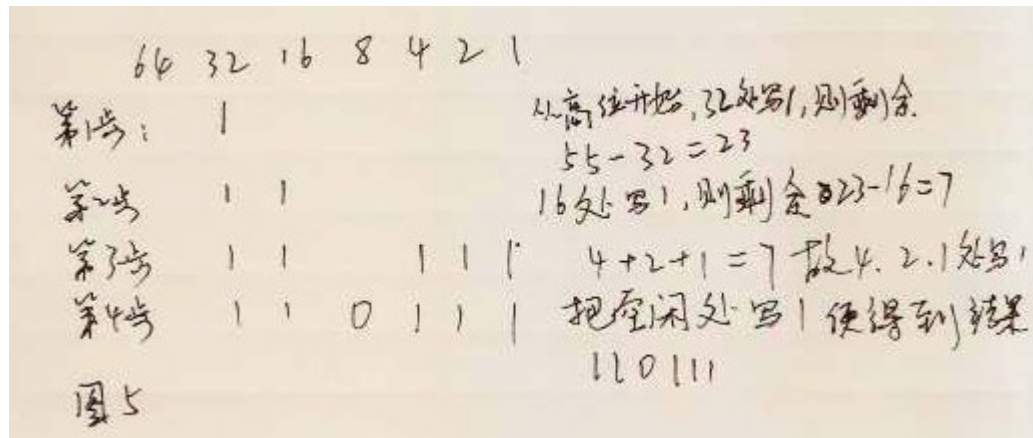 64 32 16 8 4 2 1
第1步: 1 从高位开始,32处写1,则剩余
55-32=23
第2步 1 1 16处写1,则剩余23-16=7
第3步 1 1 1 1 1 4+2+1=7 故4.2.1处写1
第4步 1 1 0 1 1 1 把空闲处写1便得到结果
110111
图5